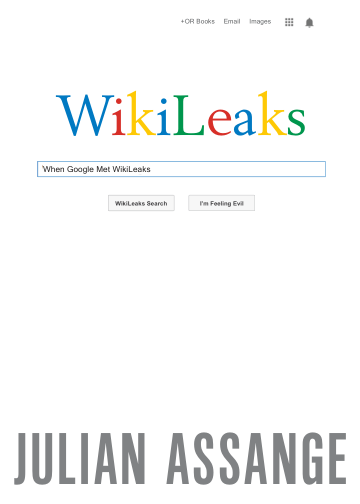 +OR Books Email Images
WikiLeaks
When Google Met WikiLeaks
WikiLeaks Search I'm Feeling Evil
JULIAN ASSANGE